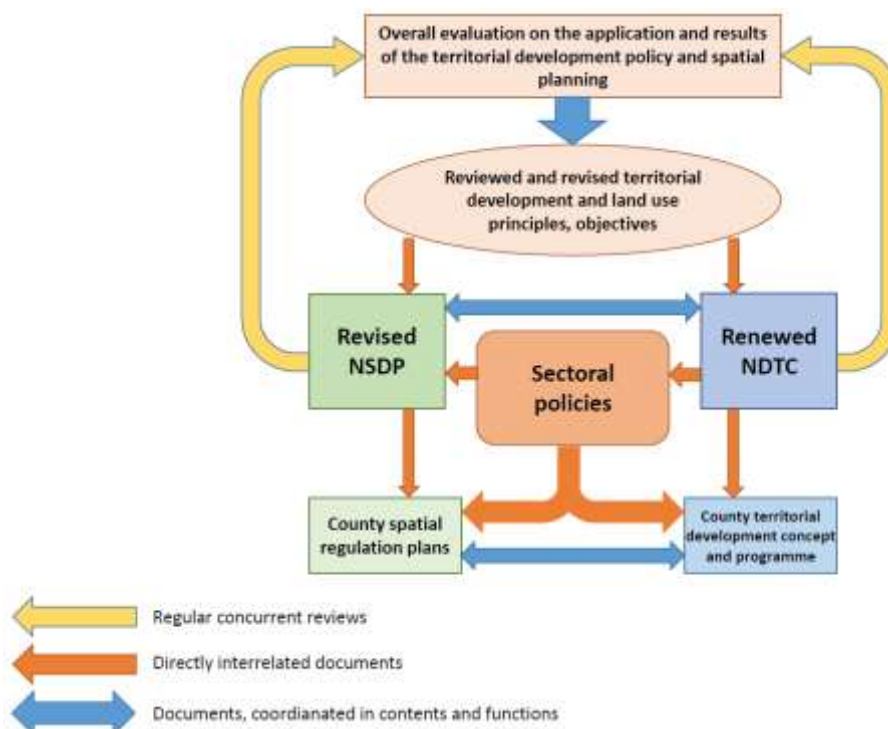 Overall evaluation on the application and results
of the territorial development policy and spatial
planning
Reviewed and revised territorial
development and land use
principles, objectives
Revised
NSDP
Renewed
NDTC
Sectoral
policies
County spatial
regulation plans
County territorial
development concept
and programme
Regular concurrent reviews
Directly interrelated documents
Documents, coordianated in contents and functions